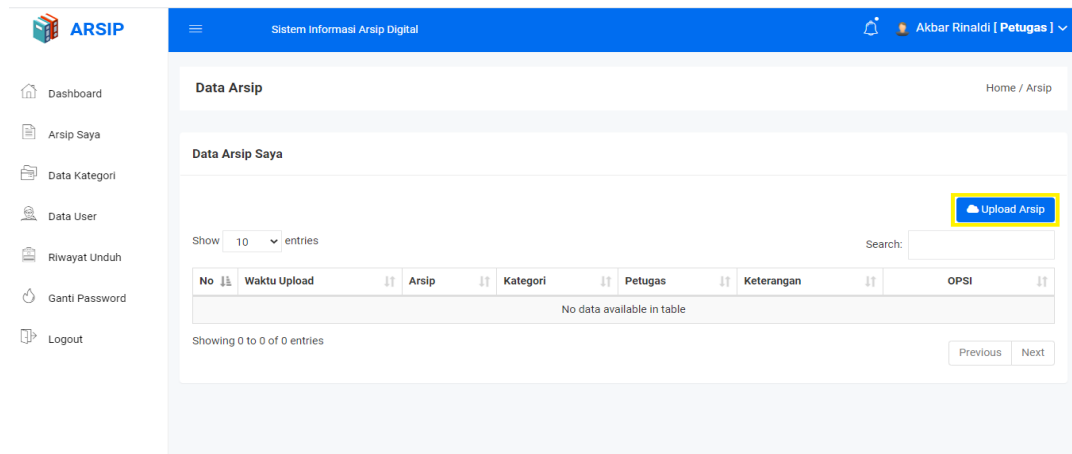 ARSIP
Sistem Informasi Arsip Digital
Akbar Rinaldi [ Petugas ]
Dashboard
Arsip Saya
Data Kategori
Data User
Riwayat Unduh
Ganti Password
Logout
Data Arsip
Home / Arsip
Data Arsip Saya
Upload Arsip
Show 10 entries
Search:
No Waktu Upload Arsip Kategori Petugas Keterangan OPSI
No data available in table
Showing 0 to 0 of 0 entries
Previous Next